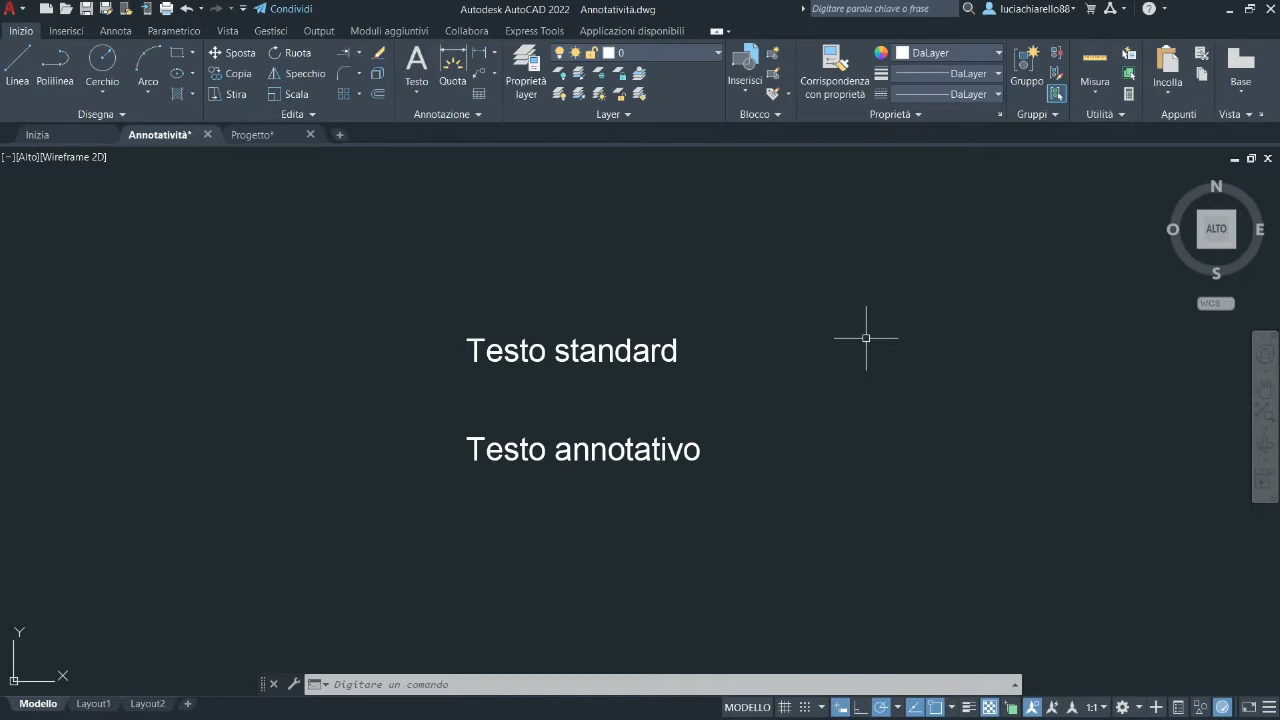 Condividi
Autodesk AutoCAD 2022 Annotatività.dwg
Digitare parola chiave o frase
luciachiarello88
Inizio Inserisci Annota Parametrico Vista Gestisci Output Moduli aggiuntivi Collabora Express Tools Applicazioni disponibili
Linea Polilinea Cerchio Arco
Sposta Ruota
Copia Specchio
Stira Scala
Testo Quota
Proprietà layer
0
Inserisci
Corrispondenza con proprietà
DaLayer
DaLayer
DaLayer
Gruppo
Misura
Incolla
Base
Disegna Edita Annotazione Layer Blocco Proprietà Gruppi Utilità Appunti Vista
Inizia Annotatività* Progetto*
[−][Alto][Wireframe 2D]
N
O ALTO E
S
WCS
Testo standard
Testo annotativo
Y
X
Digitare un comando
Modello Layout1 Layout2
MODELLO
1:1